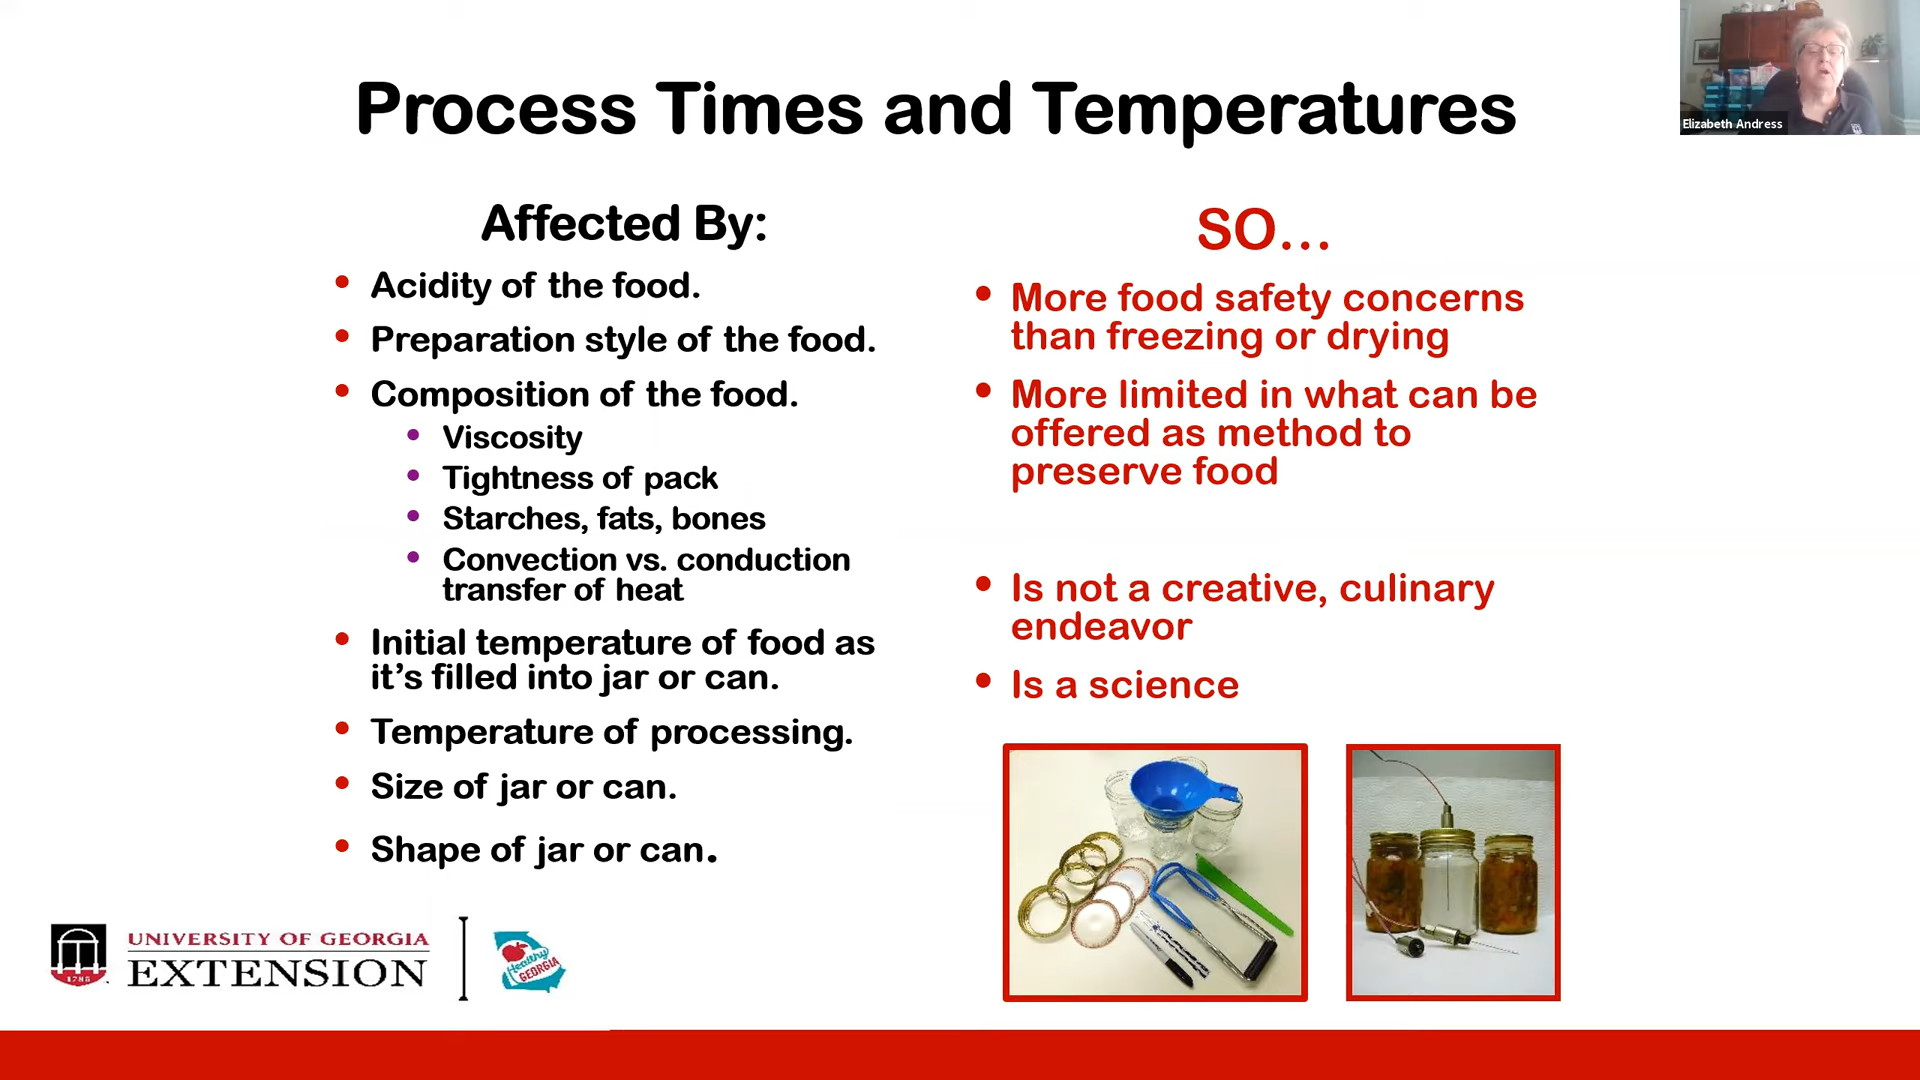 Process Times and Temperatures
Elizabeth Andress
Affected By:
• Acidity of the food.
• Preparation style of the food.
• Composition of the food.
• Viscosity
• Tightness of pack
• Starches, fats, bones
• Convection vs. conduction
transfer of heat
• Initial temperature of food as
it’s filled into jar or can.
• Temperature of processing.
• Size of jar or can.
• Shape of jar or can.
SO...
• More food safety concerns
than freezing or drying
• More limited in what can be
offered as method to
preserve food
• Is not a creative, culinary
endeavor
• Is a science
1785
UNIVERSITY OF GEORGIA
EXTENSION
Healthy
GEORGIA